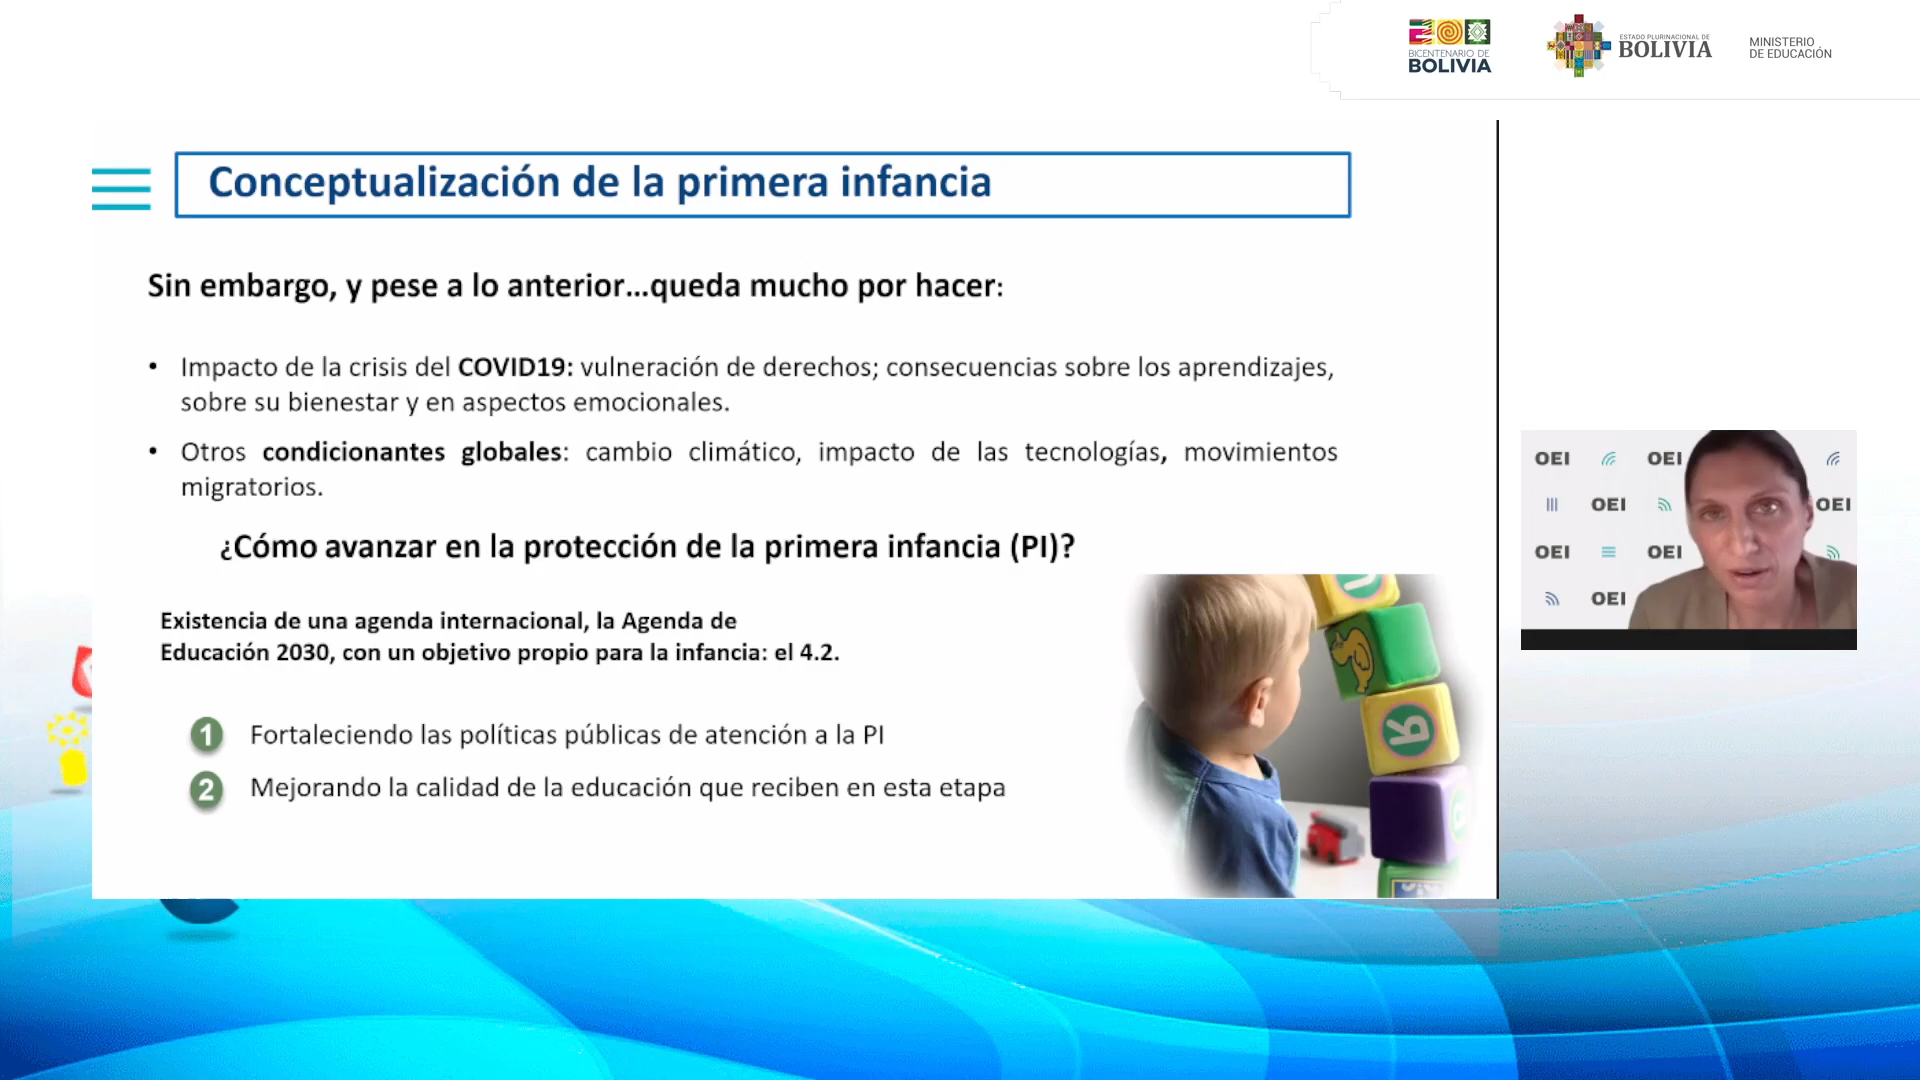 BICENTENARIO DE
BOLIVIA
ESTADO PLURINACIONAL DE
BOLIVIA
MINISTERIO
DE EDUCACIÓN
Conceptualización de la primera infancia
Sin embargo, y pese a lo anterior...queda mucho por hacer:
• Impacto de la crisis del COVID19: vulneración de derechos; consecuencias sobre los aprendizajes,
sobre su bienestar y en aspectos emocionales.
• Otros condicionantes globales: cambio climático, impacto de las tecnologías, movimientos
migratorios.
¿Cómo avanzar en la protección de la primera infancia (PI)?
Existencia de una agenda internacional, la Agenda de
Educación 2030, con un objetivo propio para la infancia: el 4.2.
1 Fortaleciendo las políticas públicas de atención a la PI
2 Mejorando la calidad de la educación que reciben en esta etapa
OEI OEI
OEI OEI
OEI OEI
OEI